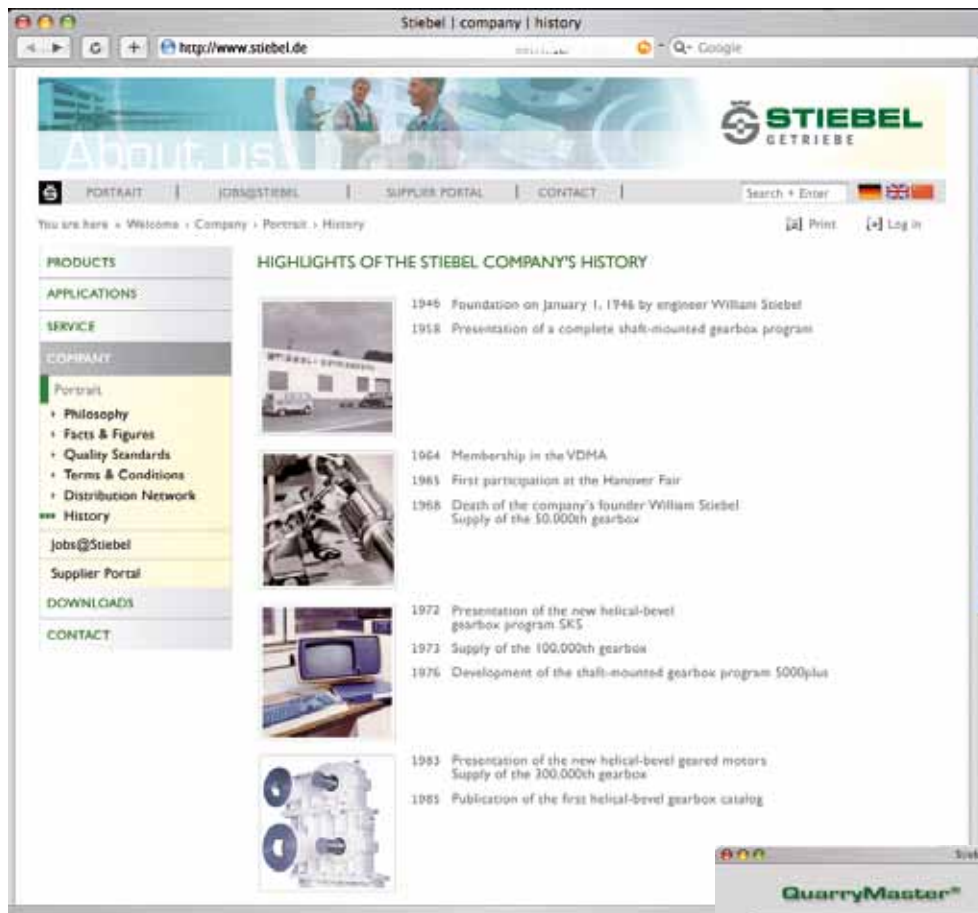 Stiebel | company | history
http://www.stiebel.de
Google
About us
STIEBEL
GETRIEBE
PORTRAIT | JOBS@STIEBEL | SUPPLIER PORTAL | CONTACT |
Search + Enter
You are here » Welcome › Company › Portrait › History
Print
Log in
PRODUCTS
APPLICATIONS
SERVICE
COMPANY
Portrait
Philosophy
Facts & Figures
Quality Standards
Terms & Conditions
Distribution Network
History
Jobs@Stiebel
Supplier Portal
DOWNLOADS
CONTACT
HIGHLIGHTS OF THE STIEBEL COMPANY'S HISTORY
1946 Foundation on January 1, 1946 by engineer William Stiebel
1958 Presentation of a complete shaft-mounted gearbox program
1964 Membership in the VDMA
1965 First participation at the Hanover Fair
1968 Death of the company's founder William Stiebel
Supply of the 50.000th gearbox
1972 Presentation of the new helical-bevel
gearbox program SKS
1973 Supply of the 100.000th gearbox
1976 Development of the shaft-mounted gearbox program 5000plus
1983 Presentation of the new helical-bevel geared motors
Supply of the 300.000th gearbox
1985 Publication of the first helical-bevel gearbox catalog
QuarryMaster®